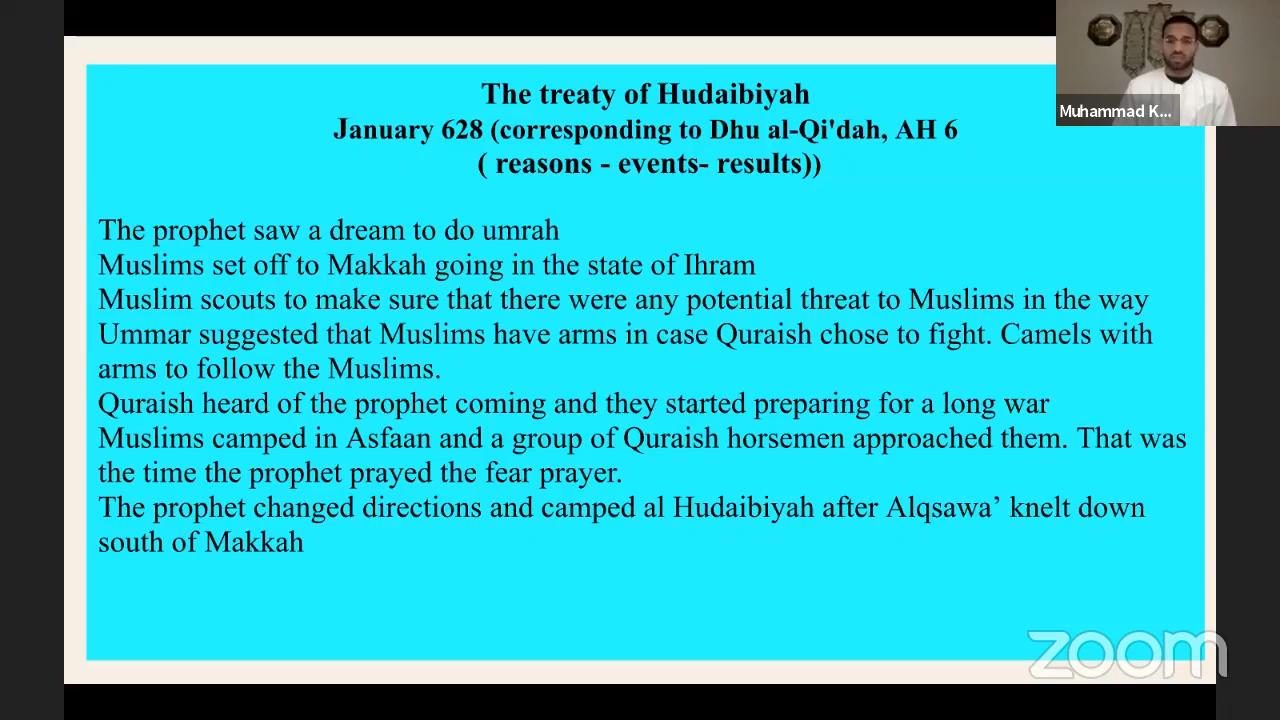 Muhammad K...
The treaty of Hudaibiyah
January 628 (corresponding to Dhu al-Qi'dah, AH 6
( reasons - events- results))
The prophet saw a dream to do umrah
Muslims set off to Makkah going in the state of Ihram
Muslim scouts to make sure that there were any potential threat to Muslims in the way
Ummar suggested that Muslims have arms in case Quraish chose to fight. Camels with
arms to follow the Muslims.
Quraish heard of the prophet coming and they started preparing for a long war
Muslims camped in Asfaan and a group of Quraish horsemen approached them. That was
the time the prophet prayed the fear prayer.
The prophet changed directions and camped al Hudaibiyah after Alqsawa’ knelt down
south of Makkah
zoom